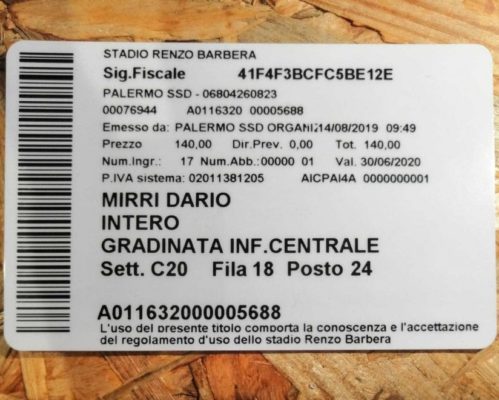 STADIO RENZO BARBERA
Sig.Fiscale 41F4F3BCFC5BE12E
PALERMO SSD - 06804260823
00076944 A0116320 00005688
Emesso da: PALERMO SSD ORGANIZ14/08/2019 09:49
Prezzo 140,00 Dir.Prev. 0,00 Tot. 140,00
Num.Ingr.: 17 Num.Abb.:00000 01 Val. 30/06/2020
P.IVA sistema: 02011381205 AICPAI4A 0000000001
MIRRI DARIO
INTERO
GRADINATA INF.CENTRALE
Sett. C20 Fila 18 Posto 24
A011632000005688
L'uso del presente titolo comporta la conoscenza e l'accettazione
del regolamento d'uso dello stadio Renzo Barbera